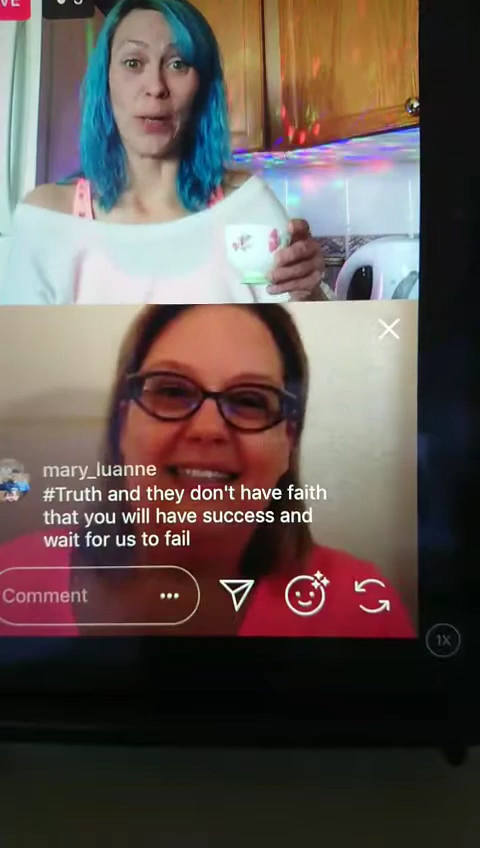 VE
mary_luanne
#Truth and they don't have faith
that you will have success and
wait for us to fail
Comment
1X